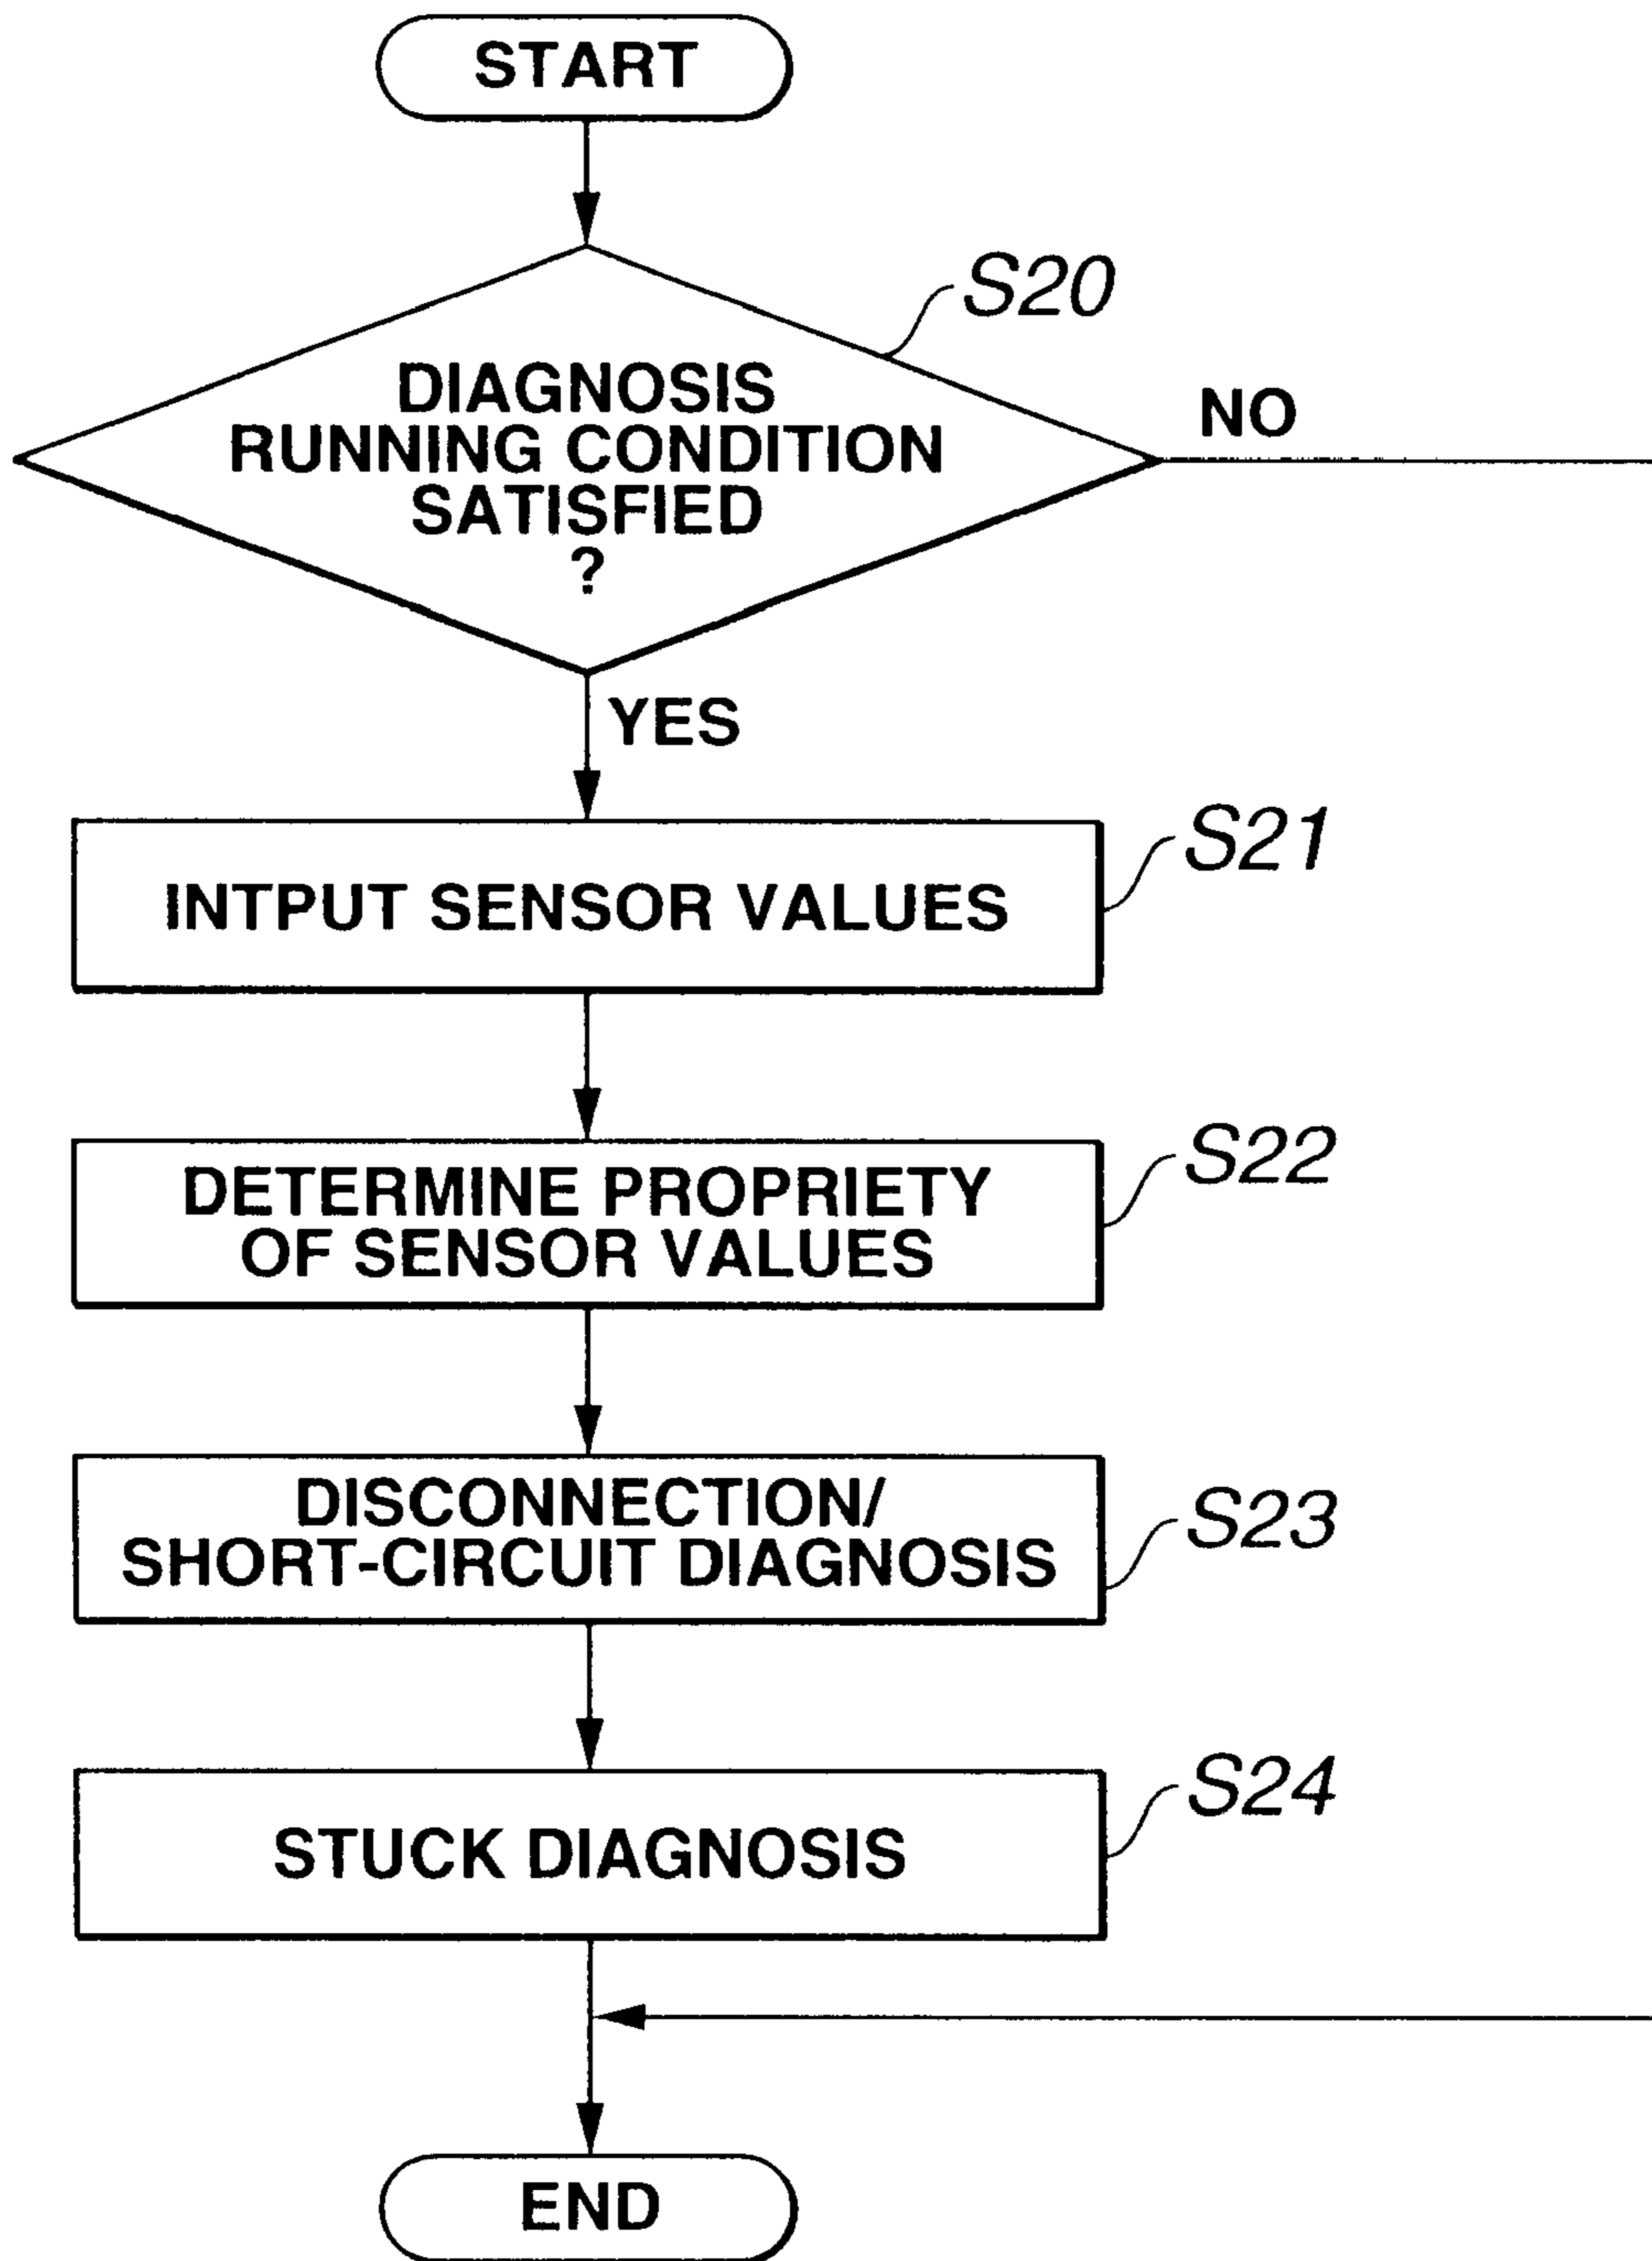 START
S20
DIAGNOSIS
RUNNING CONDITION
SATISFIED
?
NO
YES
S21
INTPUT SENSOR VALUES
S22
DETERMINE PROPRIETY
OF SENSOR VALUES
S23
DISCONNECTION/
SHORT-CIRCUIT DIAGNOSIS
S24
STUCK DIAGNOSIS
END